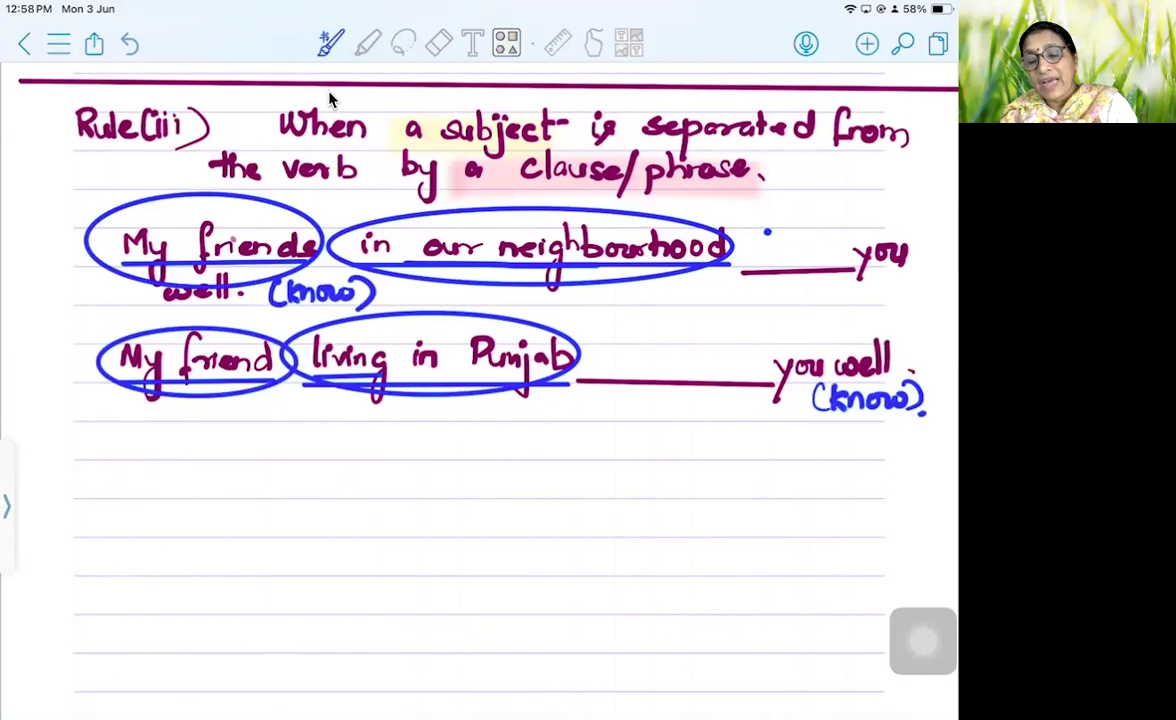 12:58 PM Mon 3 Jun
58%
Rule(iii) When a subject is separated from
the verb by a clause/phrase.
My friends in our neighbourhood ______ you
well. (know)
My friend living in Punjab ______ you well.
(know).